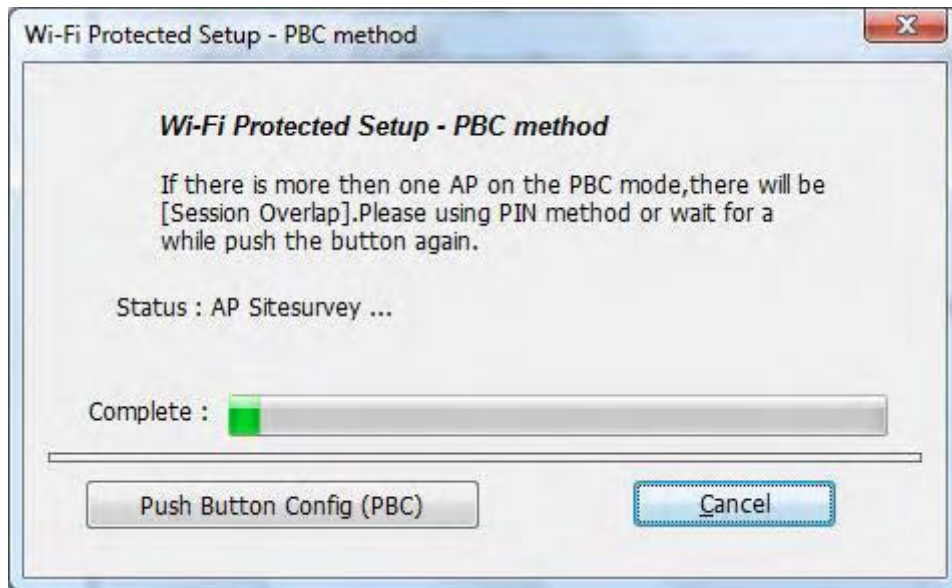 Wi-Fi Protected Setup - PBC method
Wi-Fi Protected Setup - PBC method
If there is more then one AP on the PBC mode,there will be
[Session Overlap].Please using PIN method or wait for a
while push the button again.
Status : AP Sitesurvey ...
Complete :
Push Button Config (PBC)
Cancel